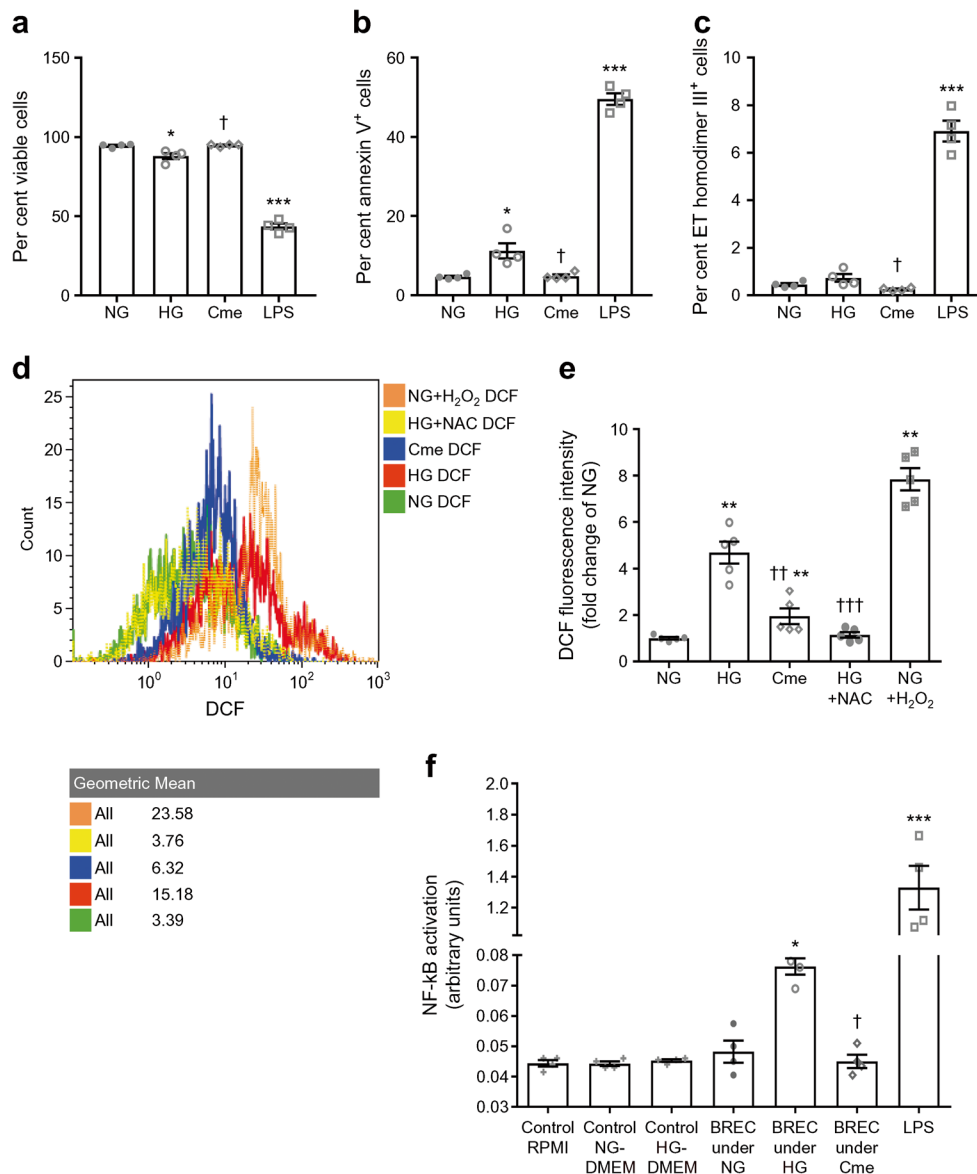 a
Per cent viable cells
150
100
50
0
*
†
***
NG HG Cme LPS
b
Per cent annexin V⁺ cells
60
40
20
0
*
†
***
NG HG Cme LPS
c
Per cent ET homodimer III⁺ cells
10
8
6
4
2
0
†
***
NG HG Cme LPS
d
Count
25
20
15
10
5
0
10⁰ 10¹ 10² 10³
DCF
NG+H₂O₂ DCF
HG+NAC DCF
Cme DCF
HG DCF
NG DCF
Geometric Mean
All 23.58
All 3.76
All 6.32
All 15.18
All 3.39
e
DCF fluorescence intensity
(fold change of NG)
10
8
6
4
2
0
**
†† **
†††
**
NG HG Cme HG NG
+NAC +H₂O₂
f
NF-kB activation
(arbitrary units)
2.0
1.8
1.6
1.4
1.2
1.0
0.08
0.07
0.06
0.05
0.04
0.03
*
†
***
Control Control Control BREC BREC BREC LPS
RPMI NG- HG- under under under
DMEM DMEM NG HG Cme